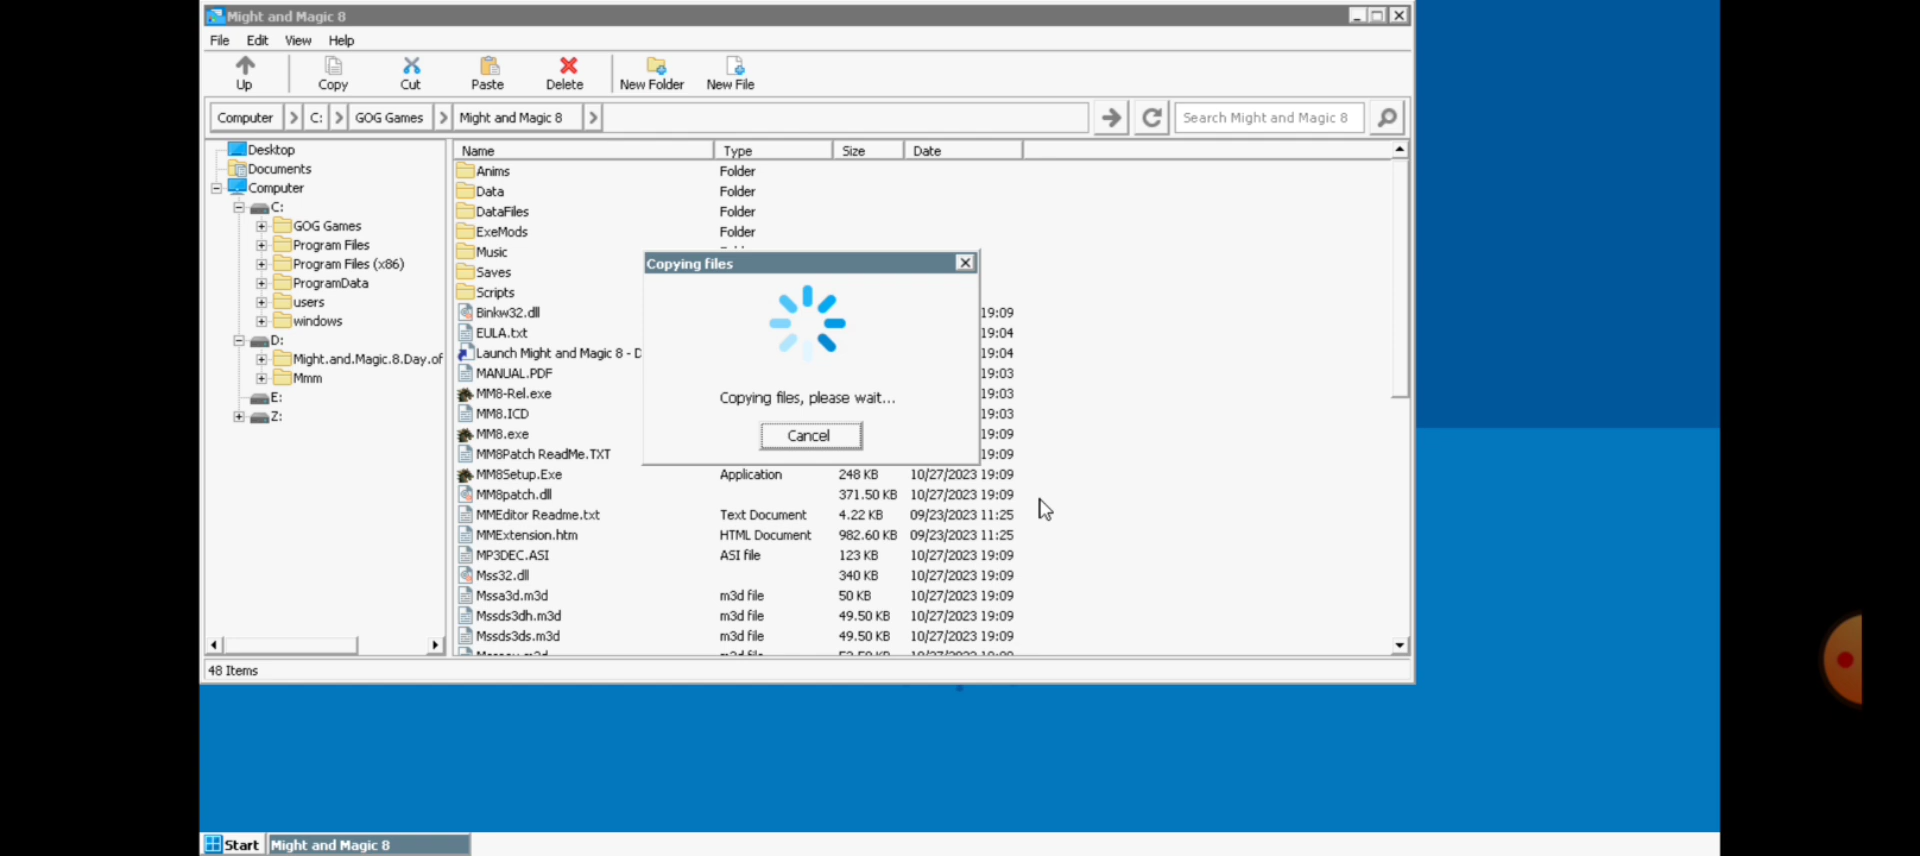 Might and Magic 8
File Edit View Help
Up Copy Cut Paste Delete New Folder New File
Computer C: GOG Games Might and Magic 8 Search Might and Magic 8
Desktop
Documents
Computer
C:
GOG Games
Program Files
Program Files (x86)
ProgramData
users
windows
D:
Might.and.Magic.8.Day.of
Mmm
E:
Z:
Name Type Size Date
Anims Folder
Data Folder
DataFiles Folder
ExeMods Folder
Music
Saves
Scripts
Binkw32.dll 19:09
EULA.txt 19:04
Launch Might and Magic 8 - D 19:04
MANUAL.PDF 19:03
MM8-Rel.exe 19:03
MM8.ICD 19:03
MM8.exe 19:09
MM8Patch ReadMe.TXT 19:09
MM8Setup.Exe Application 248 KB 10/27/2023 19:09
MM8patch.dll 371.50 KB 10/27/2023 19:09
MMEditor Readme.txt Text Document 4.22 KB 09/23/2023 11:25
MMExtension.htm HTML Document 982.60 KB 09/23/2023 11:25
MP3DEC.ASI ASI file 123 KB 10/27/2023 19:09
Mss32.dll 340 KB 10/27/2023 19:09
Mssa3d.m3d m3d file 50 KB 10/27/2023 19:09
Mssds3dh.m3d m3d file 49.50 KB 10/27/2023 19:09
Mssds3ds.m3d m3d file 49.50 KB 10/27/2023 19:09
Copying files
Copying files, please wait...
Cancel
48 Items
Start Might and Magic 8